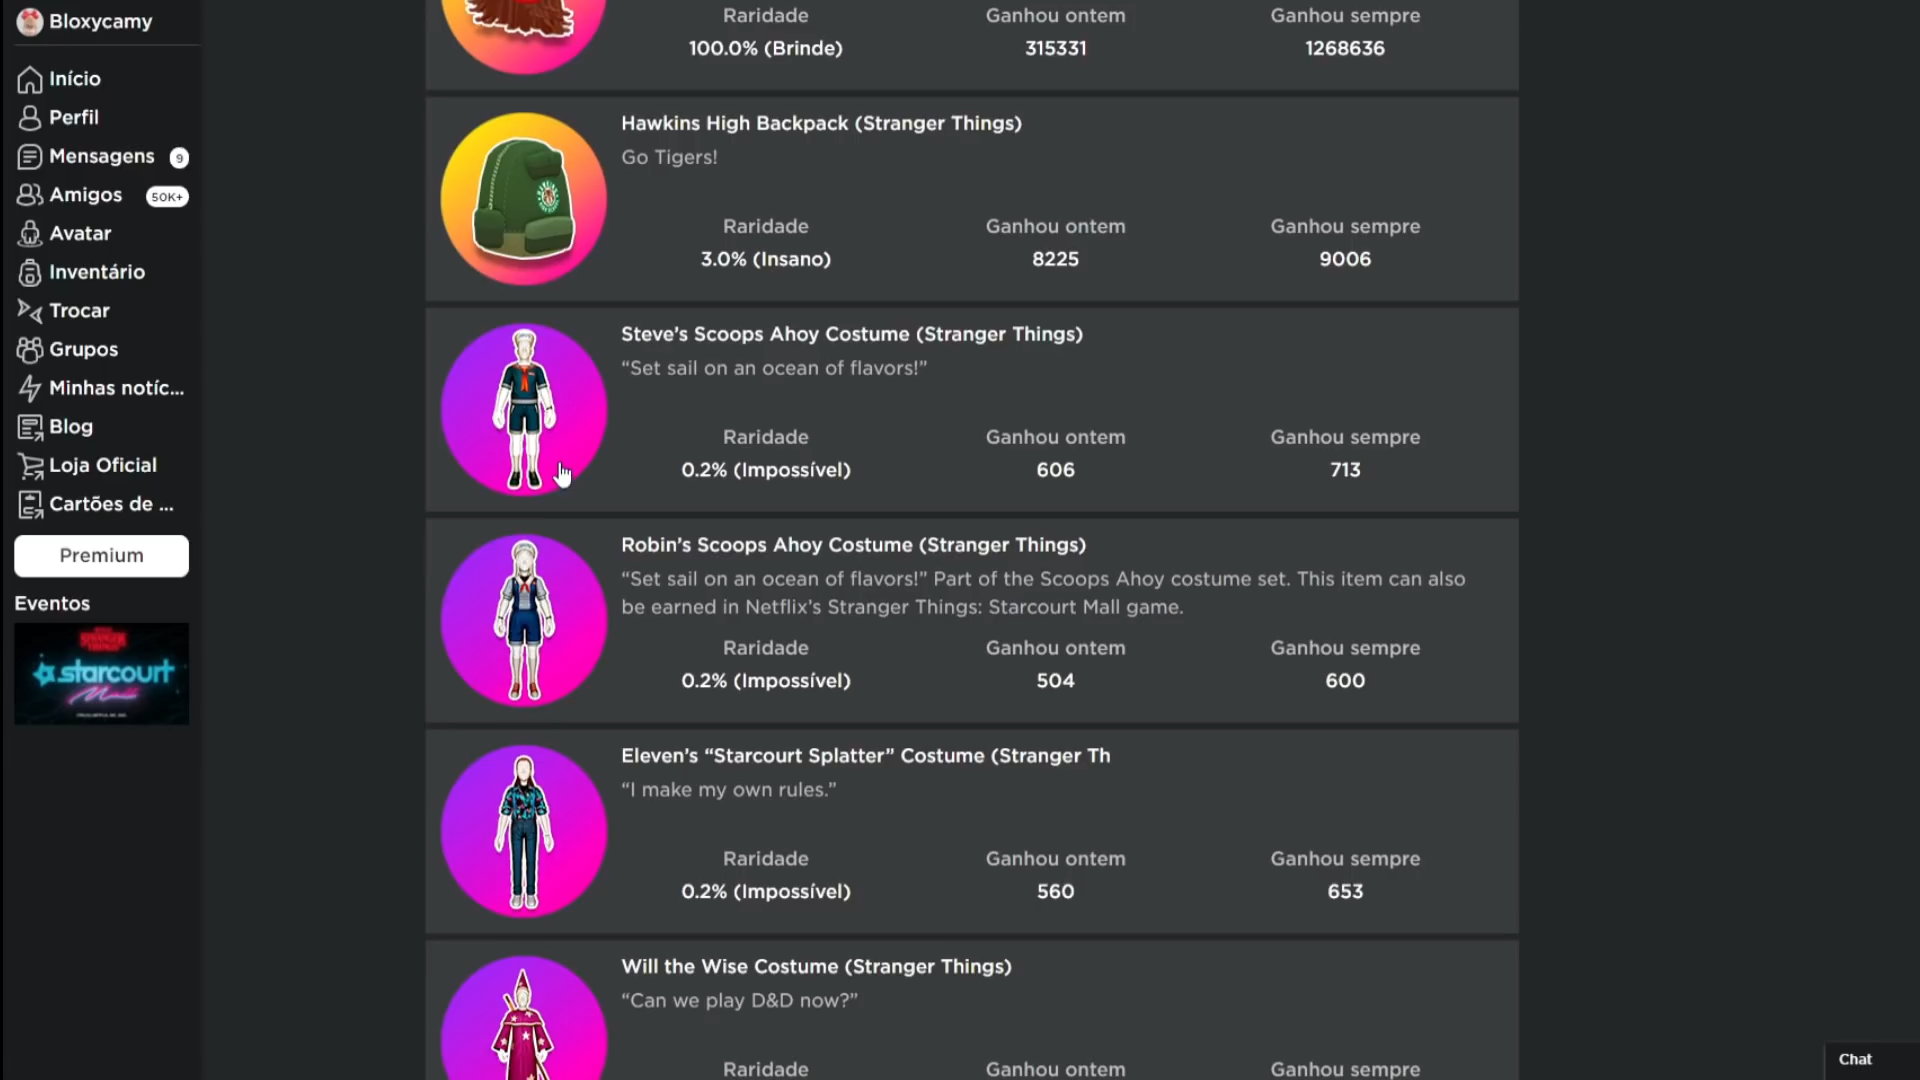 Bloxycamy
Início
Perfil
Mensagens 9
Amigos 50K+
Avatar
Inventário
Trocar
Grupos
Minhas notíc...
Blog
Loja Oficial
Cartões de ...
Premium
Eventos
STRANGER THINGS
starcourt
Mall
Raridade Ganhou ontem Ganhou sempre
100.0% (Brinde) 315331 1268636
Hawkins High Backpack (Stranger Things)
Go Tigers!
Raridade Ganhou ontem Ganhou sempre
3.0% (Insano) 8225 9006
Steve’s Scoops Ahoy Costume (Stranger Things)
“Set sail on an ocean of flavors!”
Raridade Ganhou ontem Ganhou sempre
0.2% (Impossível) 606 713
Robin’s Scoops Ahoy Costume (Stranger Things)
“Set sail on an ocean of flavors!” Part of the Scoops Ahoy costume set. This item can also
be earned in Netflix’s Stranger Things: Starcourt Mall game.
Raridade Ganhou ontem Ganhou sempre
0.2% (Impossível) 504 600
Eleven’s “Starcourt Splatter” Costume (Stranger Th
“I make my own rules.”
Raridade Ganhou ontem Ganhou sempre
0.2% (Impossível) 560 653
Will the Wise Costume (Stranger Things)
“Can we play D&D now?”
Raridade Ganhou ontem Ganhou sempre
Chat